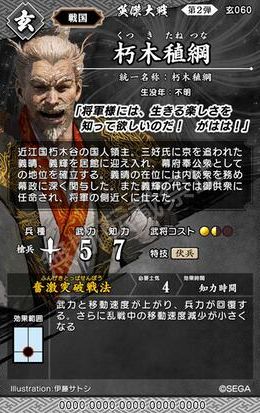 玄
戦国
英傑大戦
第2弾
玄060
くつ き たね つな
朽木稙綱
統一名称:朽木稙綱
生没年:不明
「将軍様には、生きる楽しさを
知って欲しいのだ! がはは!」
近江国朽木谷の国人領主。三好氏に京を追われた
義晴、義輝を居館に迎え入れ、幕府奉公衆として
の地位を確立する。義晴の在位には内談衆を務め
幕政に深く関与した。また義輝の代では御供衆に
任命され、将軍の側近くに仕えた。
兵種 武力 知力 武将コスト
槍兵 5 7
特技 伏兵
ふんげきとっぱせんぽう
奮激突破戦法
必要士気 4
効果時間 知力時間
効果範囲
武力と移動速度が上がり、兵力が回復す
る。さらに乱戦中の移動速度減少が小さく
なる
Illustration:伊藤サトシ
©SEGA
0000-0000-0000-0000-0000